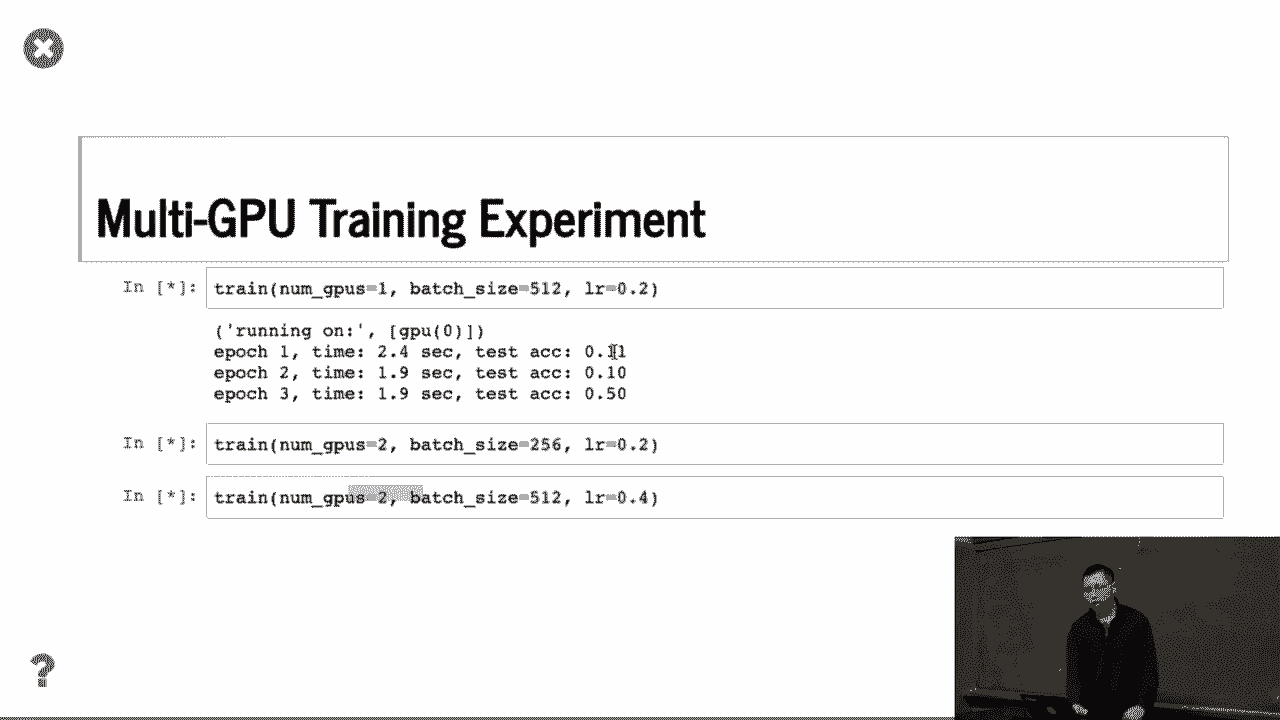 Multi-GPU Training Experiment
In [*]:
train(num_gpus=1, batch_size=512, lr=0.2)
('running on:', [gpu(0)])
epoch 1, time: 2.4 sec, test acc: 0.11
epoch 2, time: 1.9 sec, test acc: 0.10
epoch 3, time: 1.9 sec, test acc: 0.50
In [*]:
train(num_gpus=2, batch_size=256, lr=0.2)
In [*]:
train(num_gpus=2, batch_size=512, lr=0.4)
?